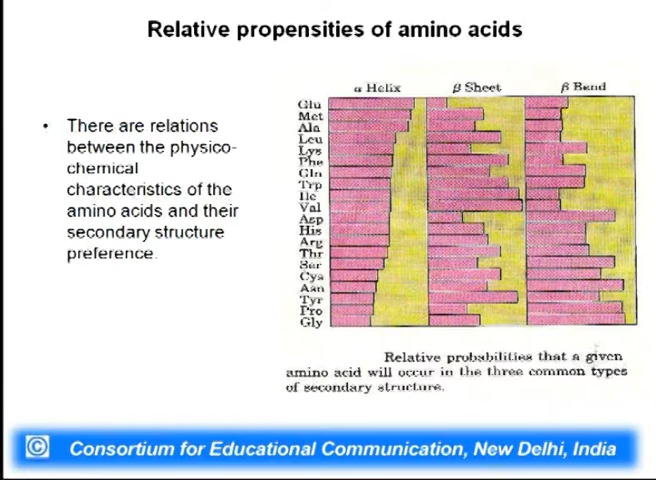 Relative propensities of amino acids
• There are relations
between the physico-
chemical
characteristics of the
amino acids and their
secondary structure
preference.
α Helix β Sheet β Bend
Glu
Met
Ala
Leu
Lys
Phe
Gln
Trp
Ile
Val
Asp
His
Arg
Thr
Ser
Cys
Asn
Tyr
Pro
Gly
Relative probabilities that a given
amino acid will occur in the three common types
of secondary structure.
© Consortium for Educational Communication, New Delhi, India